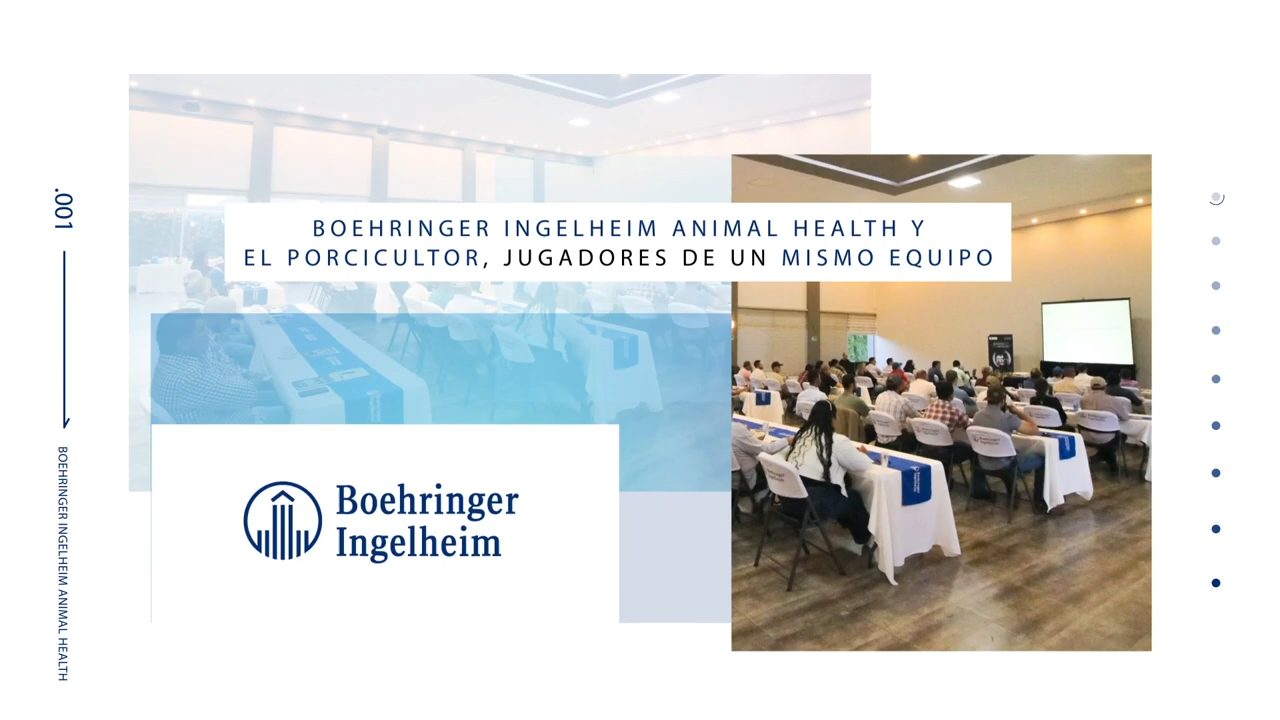 BOEHRINGER INGELHEIM ANIMAL HEALTH Y
EL PORCICULTOR, JUGADORES DE UN MISMO EQUIPO
.001
BOEHRINGER INGELHEIM ANIMAL HEALTH
Boehringer
Ingelheim